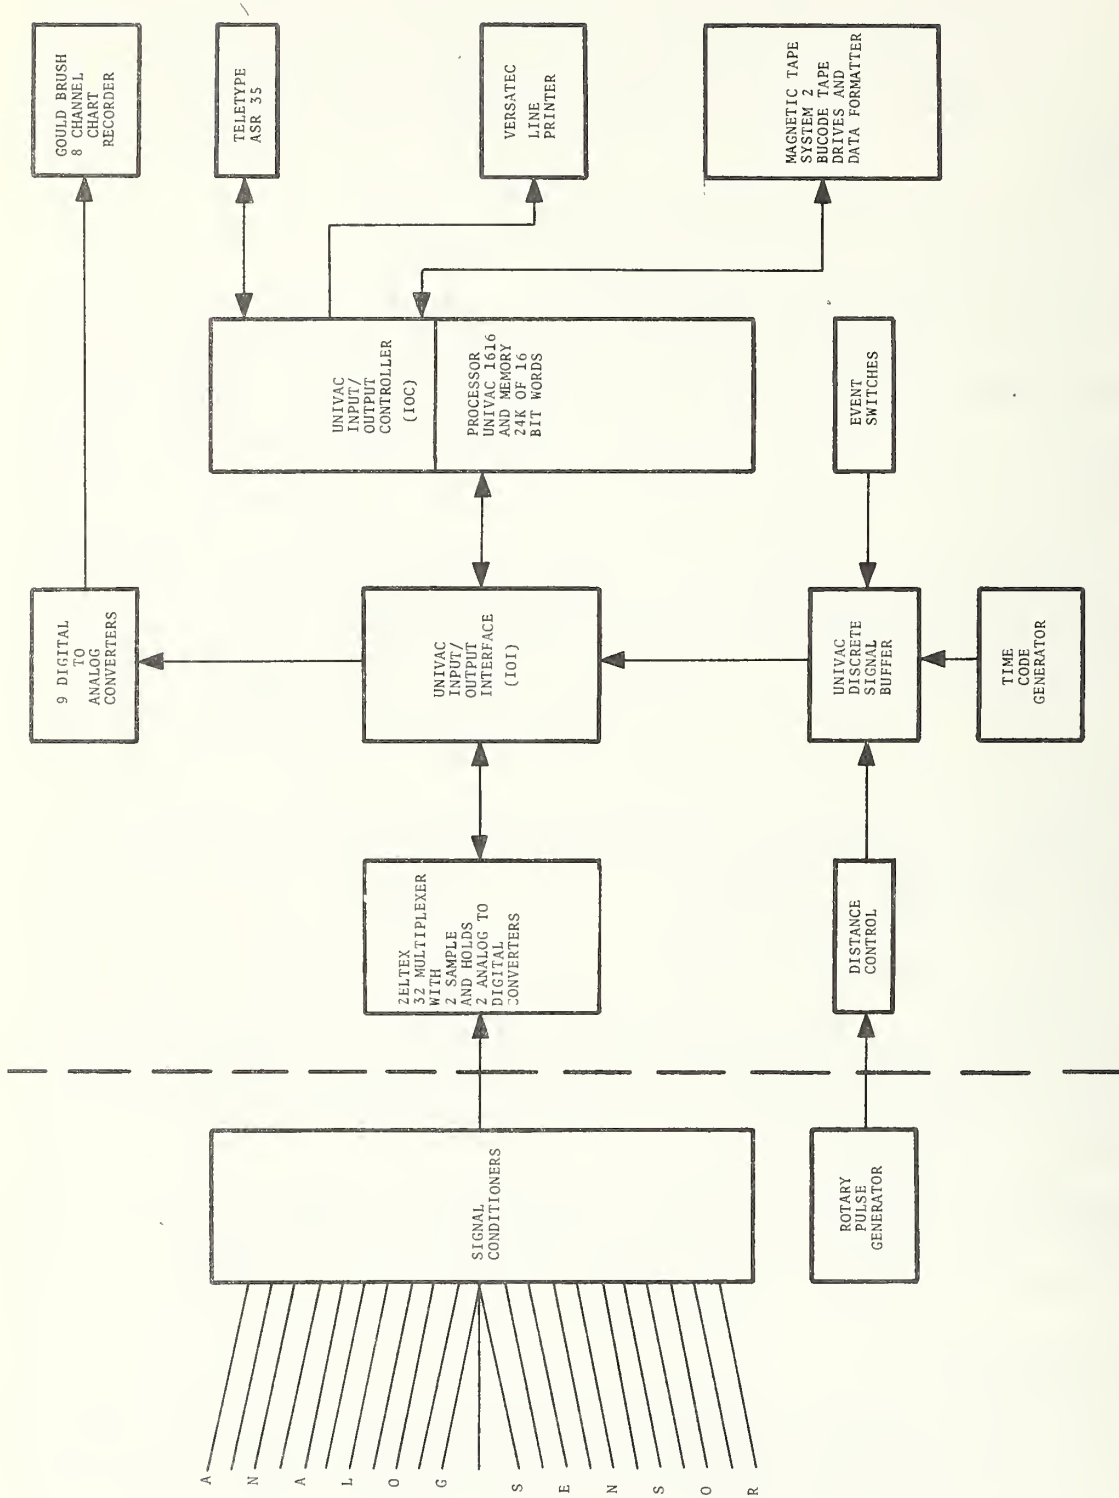 GOULD BRUSH
8 CHANNEL
CHART
RECORDER
TELETYPE
ASR 35
VERSATEC
LINE
PRINTER
MAGNETIC TAPE
SYSTEM 2
BUCODE TAPE
DRIVES AND
DATA FORMATTER
UNIVAC
INPUT/
OUTPUT
CONTROLLER
(IOC)
PROCESSOR
UNIVAC 1616
AND MEMORY
24K OF 16
BIT WORDS
EVENT
SWITCHES
9 DIGITAL
TO
ANALOG
CONVERTERS
UNIVAC
INPUT/
OUTPUT
INTERFACE
(IOI)
UNIVAC
DISCRETE
SIGNAL
BUFFER
TIME
CODE
GENERATOR
2ELTEX
32 MULTIPLEXER
WITH
2 SAMPLE
AND HOLDS
2 ANALOG TO
DIGITAL
CONVERTERS
DISTANCE
CONTROL
SIGNAL
CONDITIONERS
ROTARY
PULSE
GENERATOR
ANALOG SENSOR